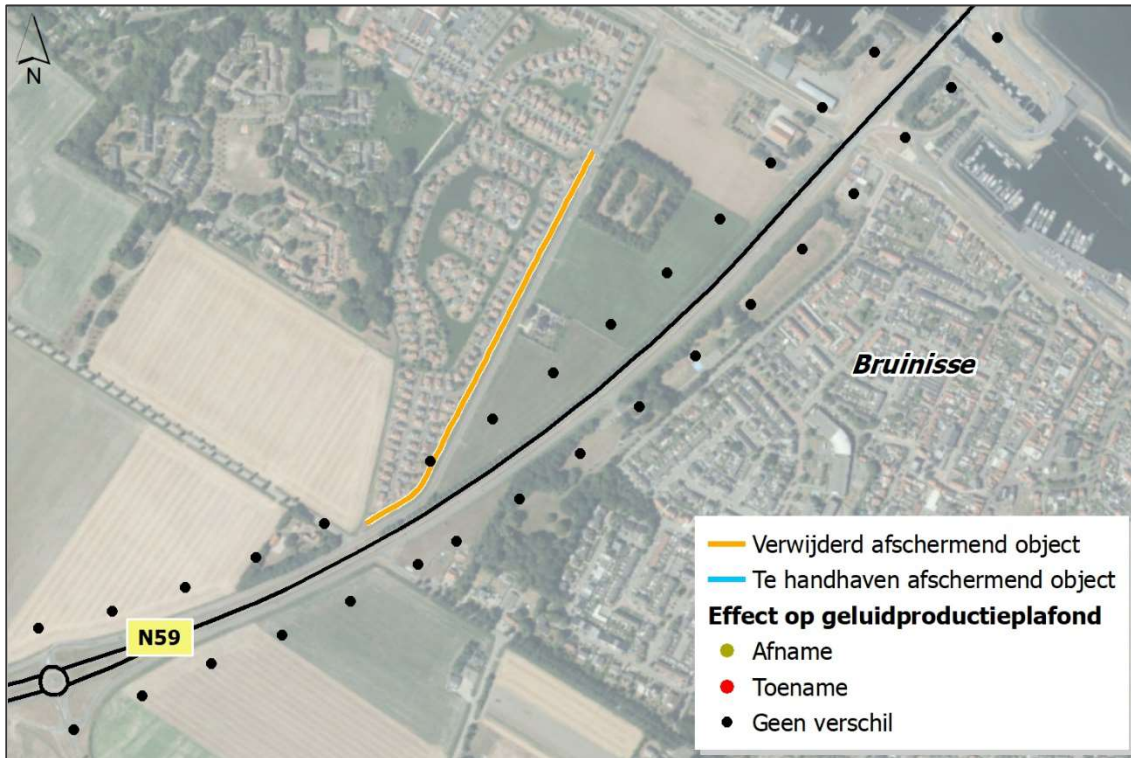 N
Bruinisse
N59
Verwijderd afschermend object
Te handhaven afschermend object
Effect op geluidproductieplafond
Afname
Toename
Geen verschil